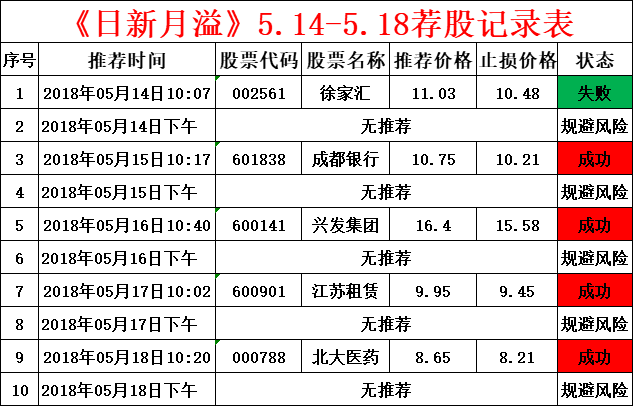 《日新月溢》5.14-5.18荐股记录表
序号 推荐时间 股票代码 股票名称 推荐价格 止损价格 状态
1 2018年05月14日10:07 002561 徐家汇 11.03 10.48 失败
2 2018年05月14日下午 无推荐 规避风险
3 2018年05月15日10:17 601838 成都银行 10.75 10.21 成功
4 2018年05月15日下午 无推荐 规避风险
5 2018年05月16日10:40 600141 兴发集团 16.4 15.58 成功
6 2018年05月16日下午 无推荐 规避风险
7 2018年05月17日10:02 600901 江苏租赁 9.95 9.45 成功
8 2018年05月17日下午 无推荐 规避风险
9 2018年05月18日10:20 000788 北大医药 8.65 8.21 成功
10 2018年05月18日下午 无推荐 规避风险